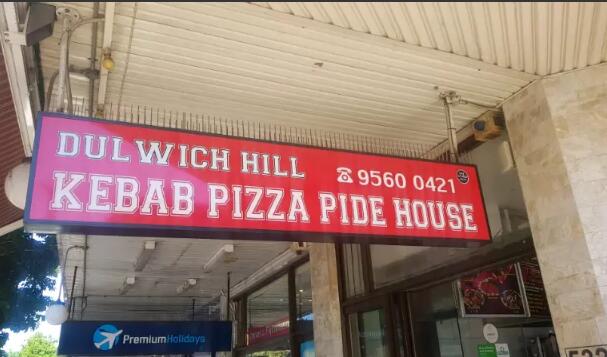 DULWICH HILL
☎ 9560 0421
KEBAB PIZZA PIDE HOUSE
PremiumHolidays